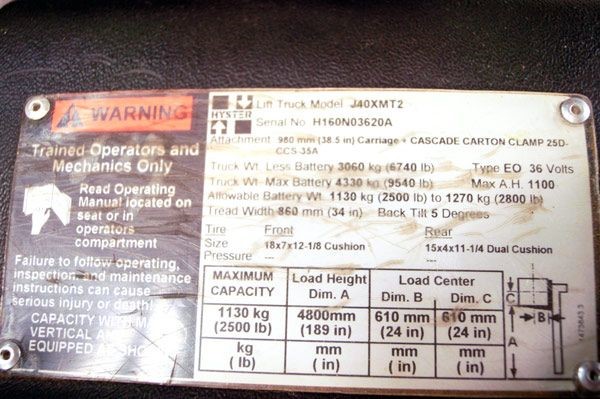 WARNING
Trained Operators and
Mechanics Only
Read Operating
Manual located on
seat or in
operators
compartment
Failure to follow operating,
inspection and maintenance
instructions can cause
serious injury or death!
CAPACITY WITH
VERTICAL AND
EQUIPPED AS SHO
HYSTER
Lift Truck Model J40XMT2
Serial No H160N03620A
Attachment 980 mm (38.5 in) Carriage + CASCADE CARTON CLAMP 25D-
CCS 35A
Truck Wt Less Battery 3060 kg (6740 lb) Type EO 36 Volts
Truck Wt Max Battery 4330 kg (9540 lb) Max A.H. 1100
Allowable Battery Wt 1130 kg (2500 lb) to 1270 kg (2800 lb)
Tread Width 860 mm (34 in) Back Tilt 5 Degrees
Tire Front Rear
Size 18x7x12-1/8 Cushion 15x4x11-1/4 Dual Cushion
Pressure --- ---
MAXIMUM CAPACITY Load Height Dim. A Load Center Dim. B Dim. C
1130 kg 4800mm 610 mm 610 mm
(2500 lb) (189 in) (24 in) (24 in)
kg mm mm mm
( lb) ( in) ( in) ( in)
C
B
A